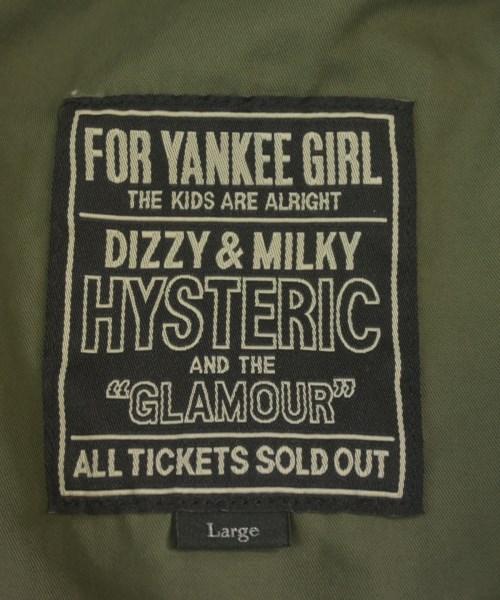 FOR YANKEE GIRL
THE KIDS ARE ALRIGHT
DIZZY & MILKY
HYSTERIC
AND THE
“GLAMOUR”
ALL TICKETS SOLD OUT
Large